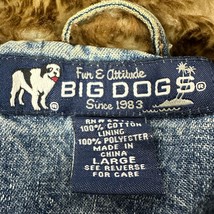 Fun & Attitude
BIG DOGS
Since 1983
100% COTTON
LINING
100% POLYESTER
MADE IN
CHINA
LARGE
SEE REVERSE
FOR CARE